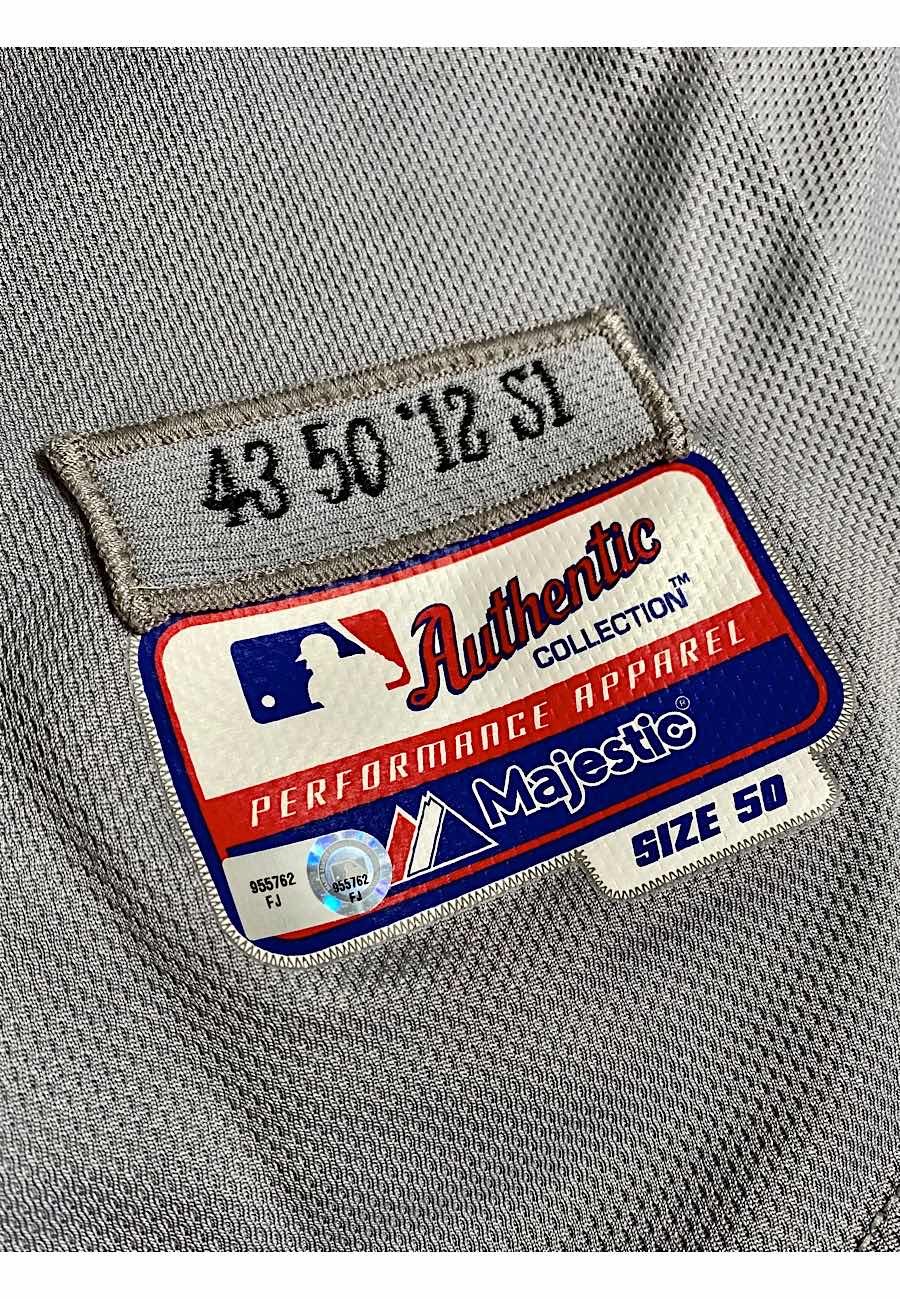 43 50 '12 S1
Authentic
COLLECTION™
PERFORMANCE APPAREL
Majestic®
SIZE 50
955762
FJ
955762
FJ